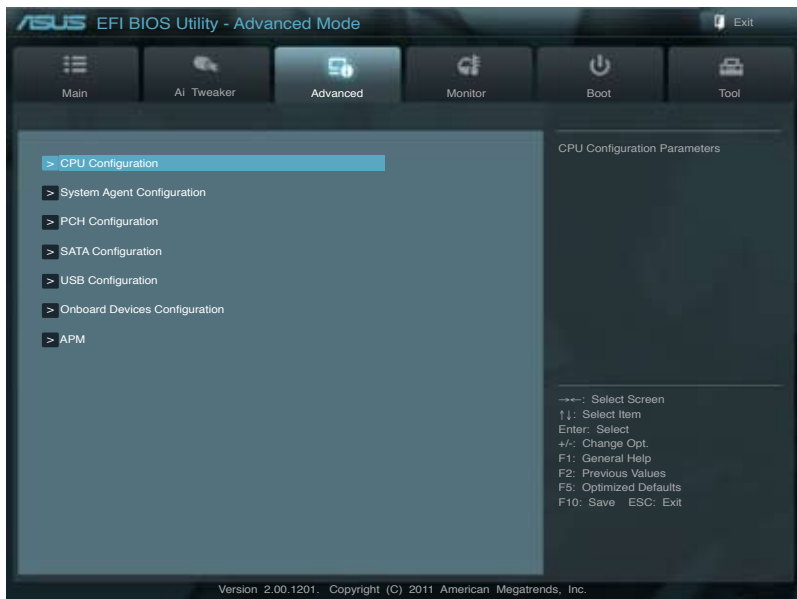 ASUS EFI BIOS Utility - Advanced Mode
Exit
Main
Ai Tweaker
Advanced
Monitor
Boot
Tool
> CPU Configuration
> System Agent Configuration
> PCH Configuration
> SATA Configuration
> USB Configuration
> Onboard Devices Configuration
> APM
CPU Configuration Parameters
→←: Select Screen
↑↓: Select Item
Enter: Select
+/-: Change Opt.
F1: General Help
F2: Previous Values
F5: Optimized Defaults
F10: Save ESC: Exit
Version 2.00.1201. Copyright (C) 2011 American Megatrends, Inc.